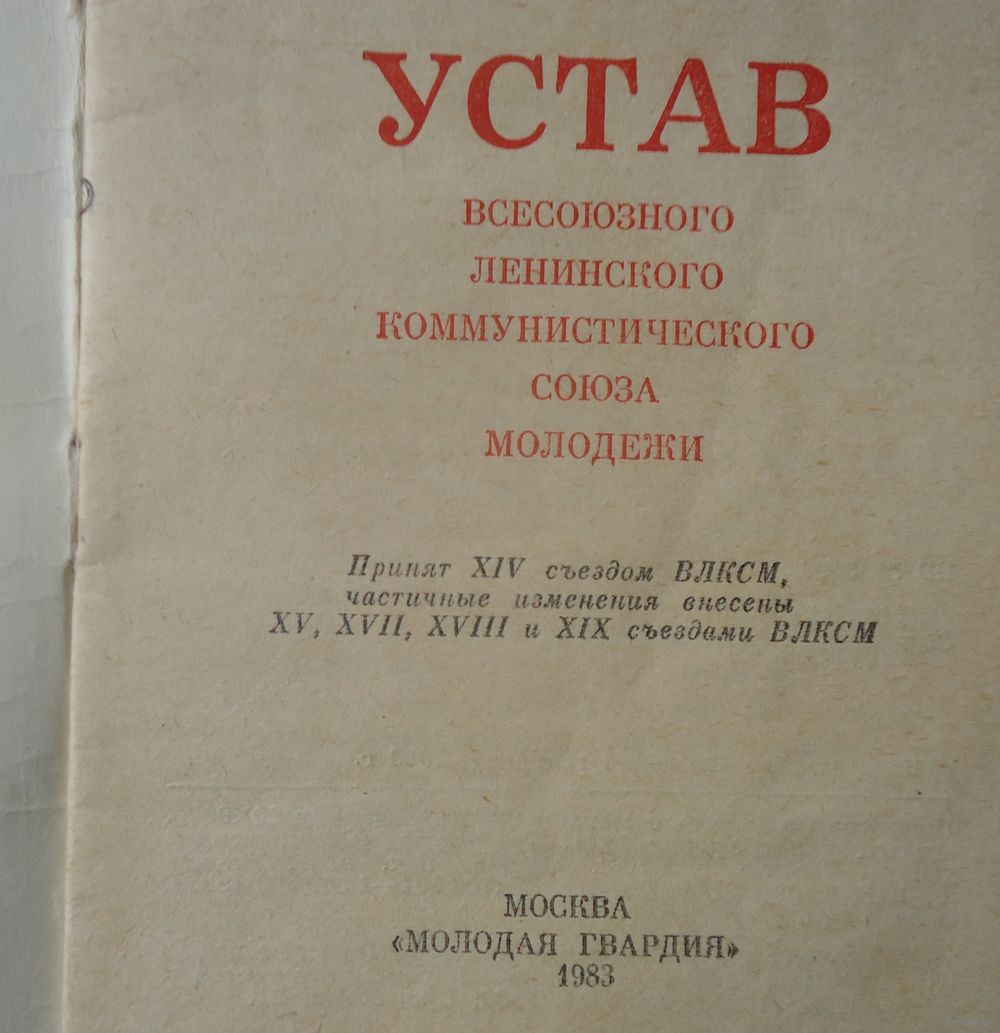 УСТАВ
ВСЕСОЮЗНОГО
ЛЕНИНСКОГО
КОММУНИСТИЧЕСКОГО
СОЮЗА
МОЛОДЕЖИ
Принят XIV съездом ВЛКСМ,
частичные изменения внесены
XV, XVII, XVIII и XIX съездами ВЛКСМ
МОСКВА
«МОЛОДАЯ ГВАРДИЯ»
1983